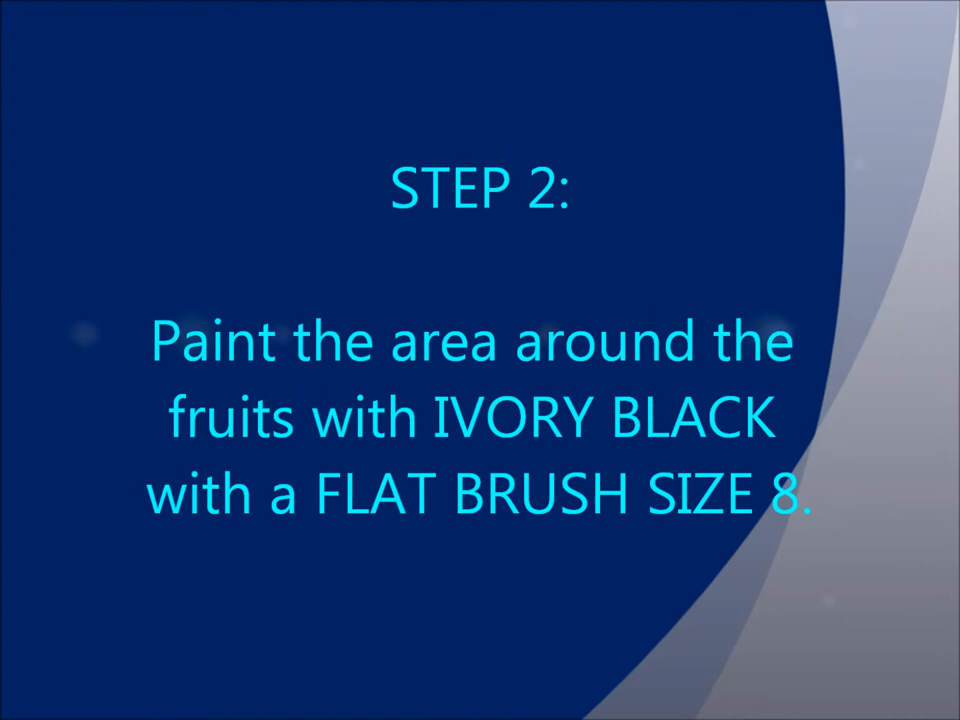 STEP 2:
Paint the area around the
fruits with IVORY BLACK
with a FLAT BRUSH SIZE 8.